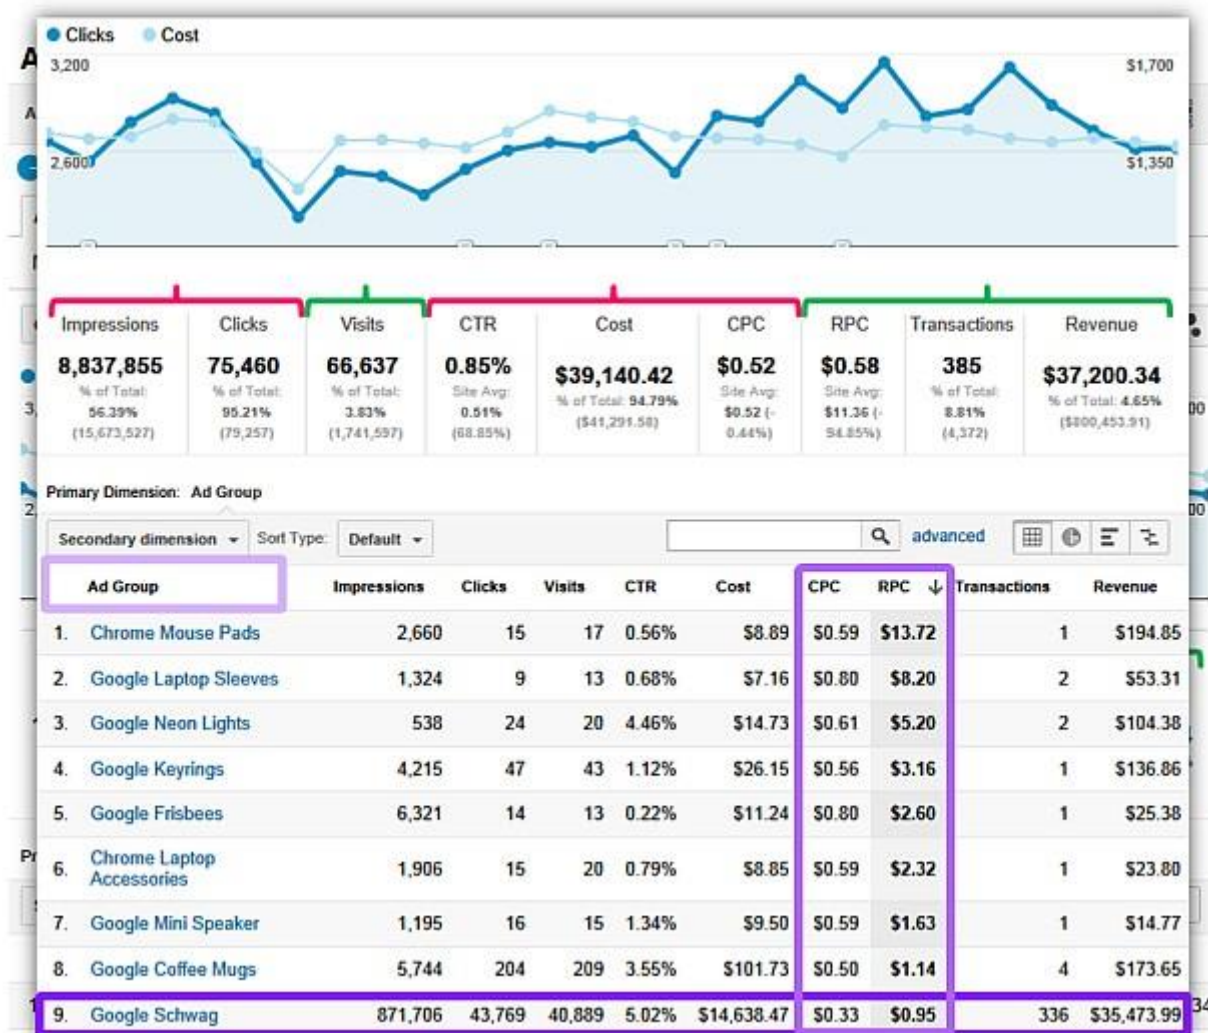 Clicks Cost
3,200 $1,700
2,600 $1,350
Impressions Clicks Visits CTR Cost CPC RPC Transactions Revenue
8,837,855 75,460 66,637 0.85% $39,140.42 $0.52 $0.58 385 $37,200.34
% of Total: % of Total: % of Total: Site Avg: % of Total: 94.79% Site Avg: Site Avg: % of Total: % of Total: 4.65%
56.39% 95.21% 3.83% 0.51% ($41,291.58) $0.52 (- $11.36 (- 8.81% ($800,453.91)
(15,673,527) (79,257) (1,741,597) (68.85%) 0.44%) 94.85%) (4,372)
Primary Dimension: Ad Group
Secondary dimension Sort Type: Default advanced
Ad Group Impressions Clicks Visits CTR Cost CPC RPC Transactions Revenue
1. Chrome Mouse Pads 2,660 15 17 0.56% $8.89 $0.59 $13.72 1 $194.85
2. Google Laptop Sleeves 1,324 9 13 0.68% $7.16 $0.80 $8.20 2 $53.31
3. Google Neon Lights 538 24 20 4.46% $14.73 $0.61 $5.20 2 $104.38
4. Google Keyrings 4,215 47 43 1.12% $26.15 $0.56 $3.16 1 $136.86
5. Google Frisbees 6,321 14 13 0.22% $11.24 $0.80 $2.60 1 $25.38
6. Chrome Laptop
Accessories 1,906 15 20 0.79% $8.85 $0.59 $2.32 1 $23.80
7. Google Mini Speaker 1,195 16 15 1.34% $9.50 $0.59 $1.63 1 $14.77
8. Google Coffee Mugs 5,744 204 209 3.55% $101.73 $0.50 $1.14 4 $173.65
9. Google Schwag 871,706 43,769 40,889 5.02% $14,638.47 $0.33 $0.95 336 $35,473.99